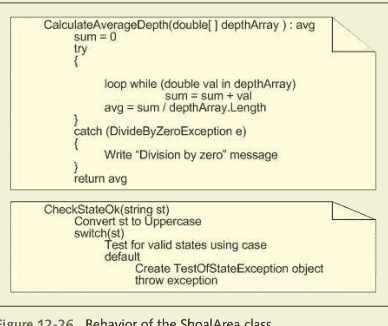 CalculateAverageDepth(double[ ] depthArray ) : avg
sum = 0
try
{
loop while (double val in depthArray)
sum = sum + val
avg = sum / depthArray.Length
}
catch (DivideByZeroException e)
{
Write “Division by zero” message
}
return avg
CheckStateOk(string st)
Convert st to Uppercase
switch(st)
Test for valid states using case
default
Create TestOfStateException object
throw exception
Figure 12-26 Behavior of the ShoalArea class